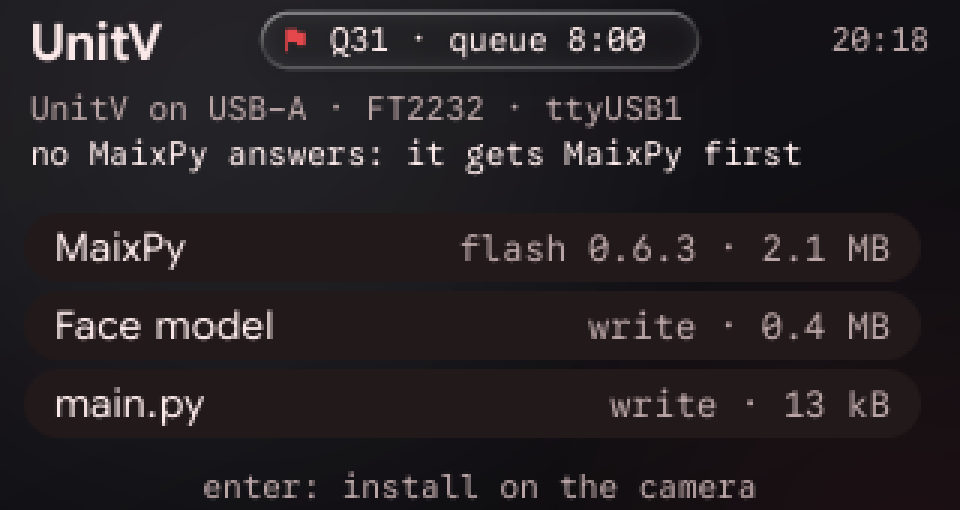 UnitV
Q31 · queue 8:00
20:18
UnitV on USB-A · FT2232 · ttyUSB1
no MaixPy answers: it gets MaixPy first
MaixPy flash 0.6.3 · 2.1 MB
Face model write · 0.4 MB
main.py write · 13 kB
enter: install on the camera